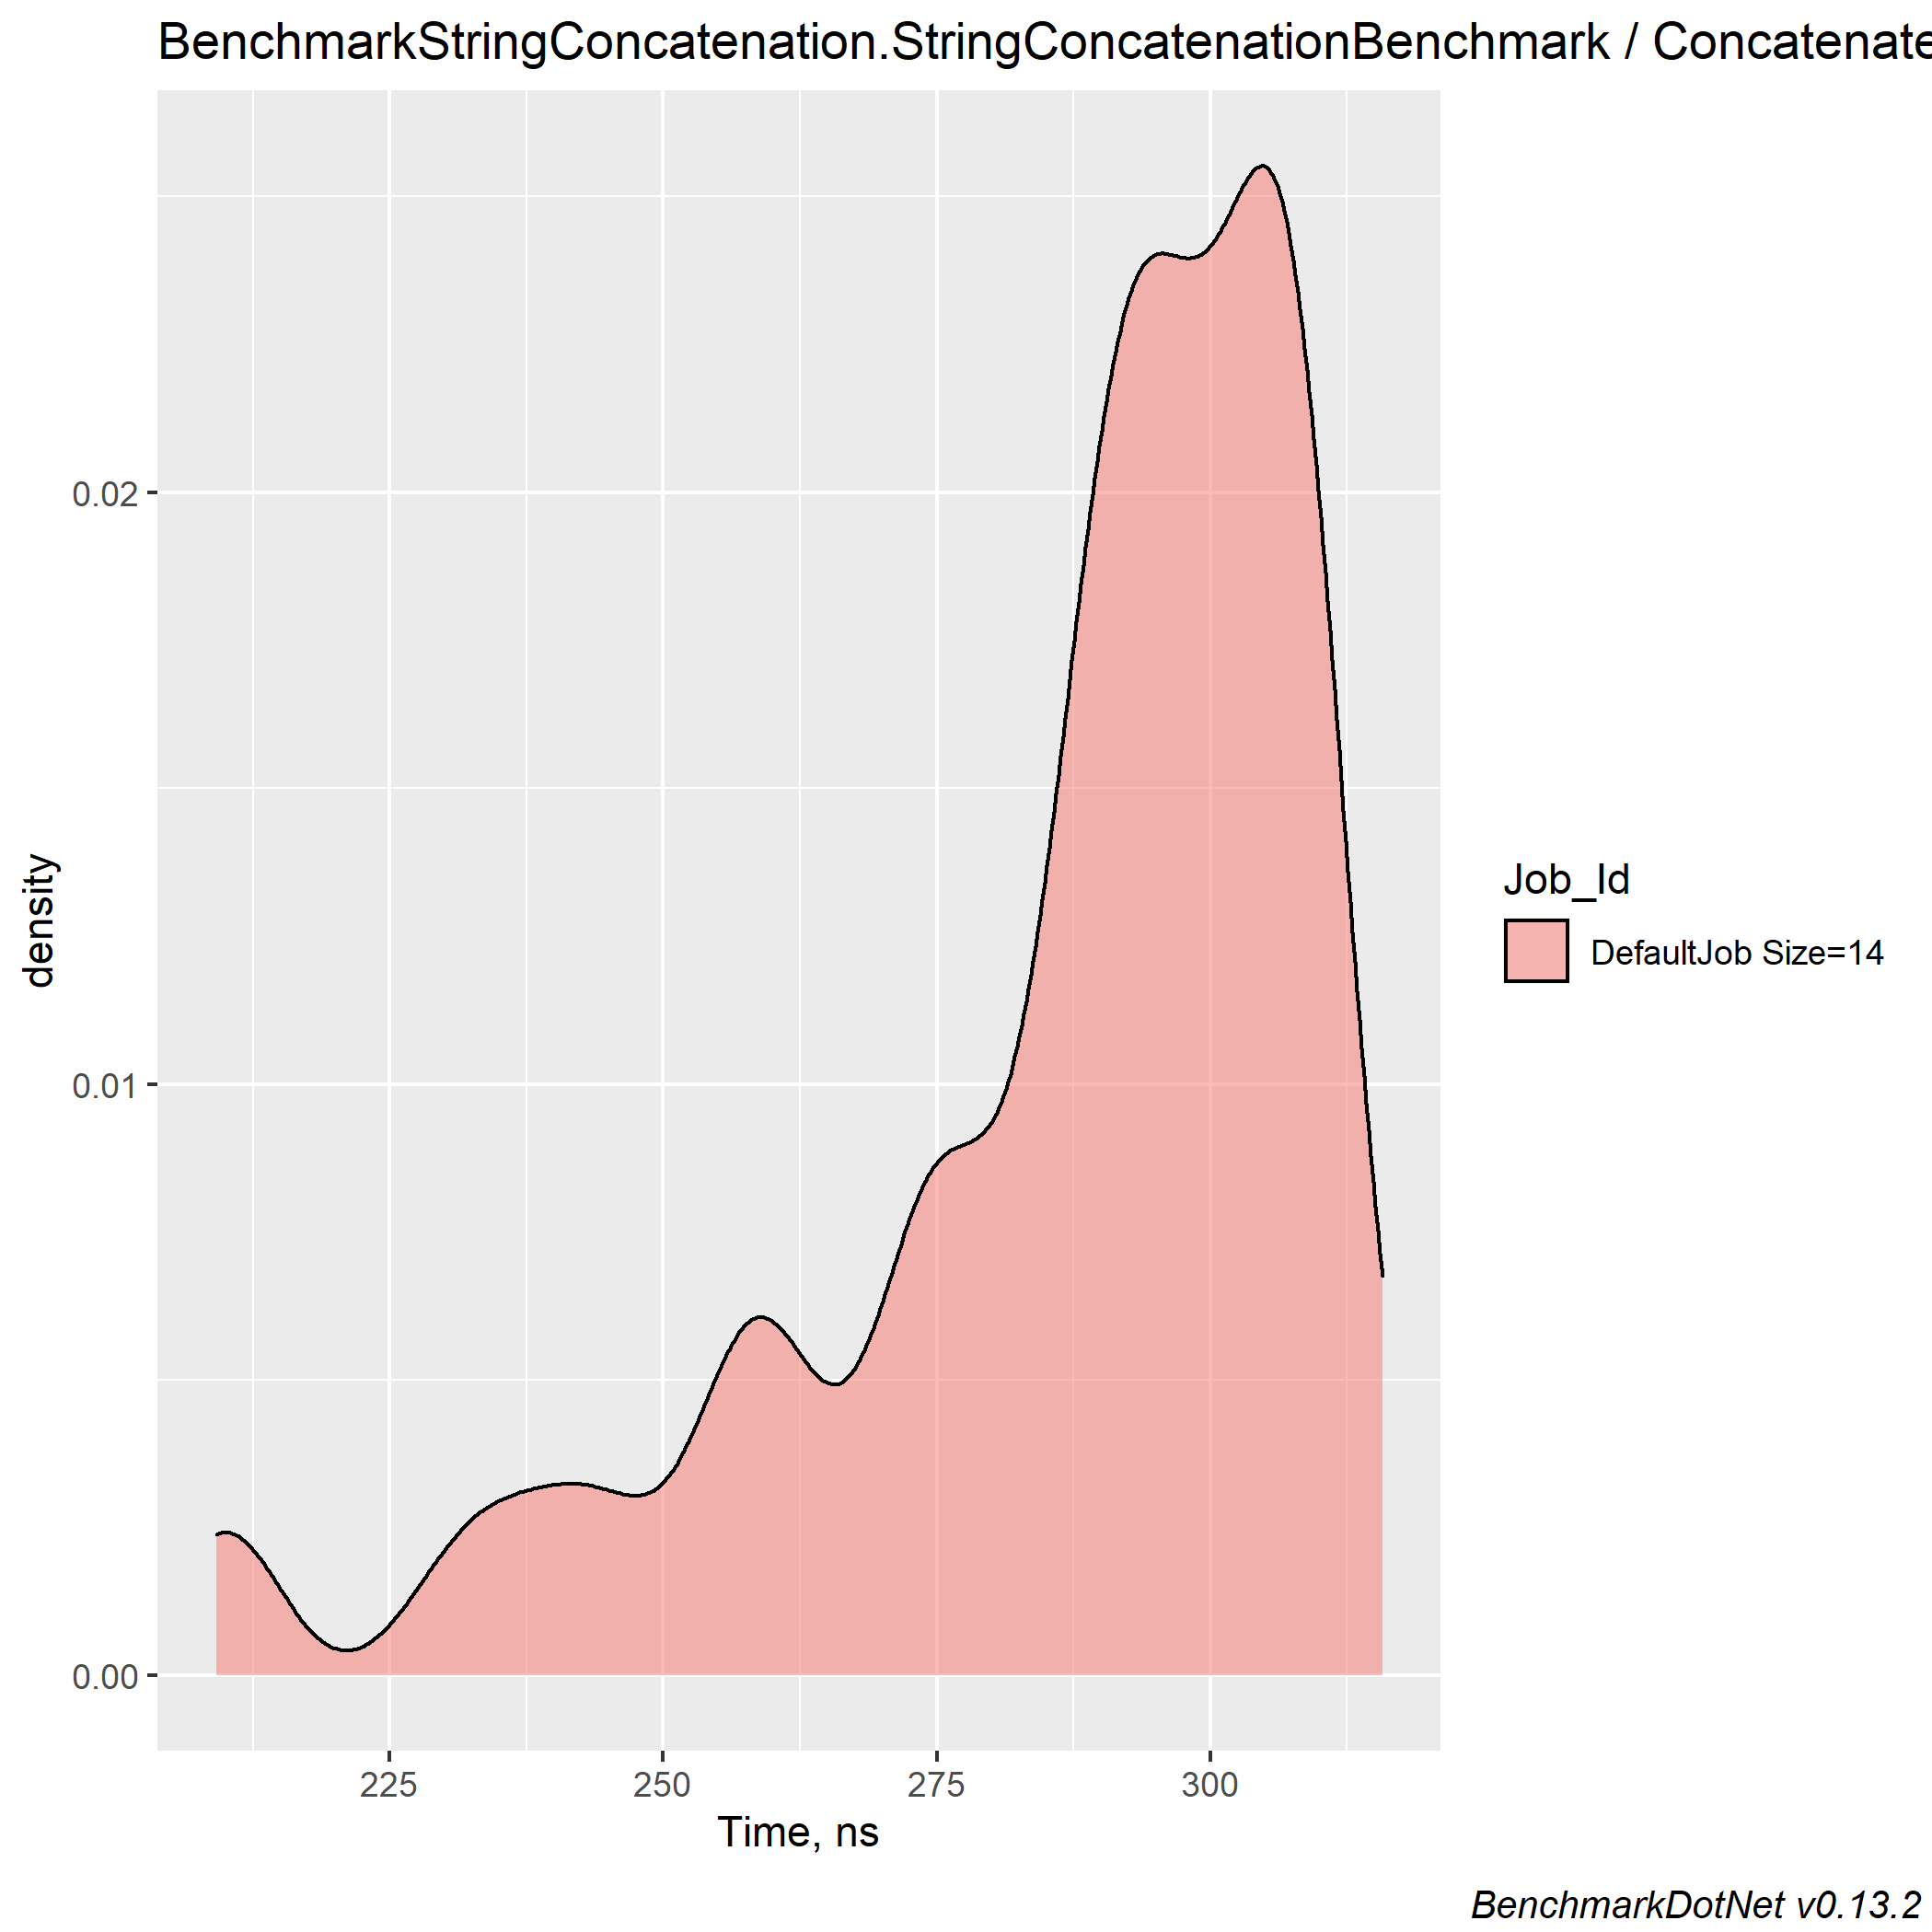 BenchmarkStringConcatenation.StringConcatenationBenchmark / Concatenate
0.02
0.01
0.00
density
225 250 275 300
Time, ns
Job_Id
DefaultJob Size=14
BenchmarkDotNet v0.13.2